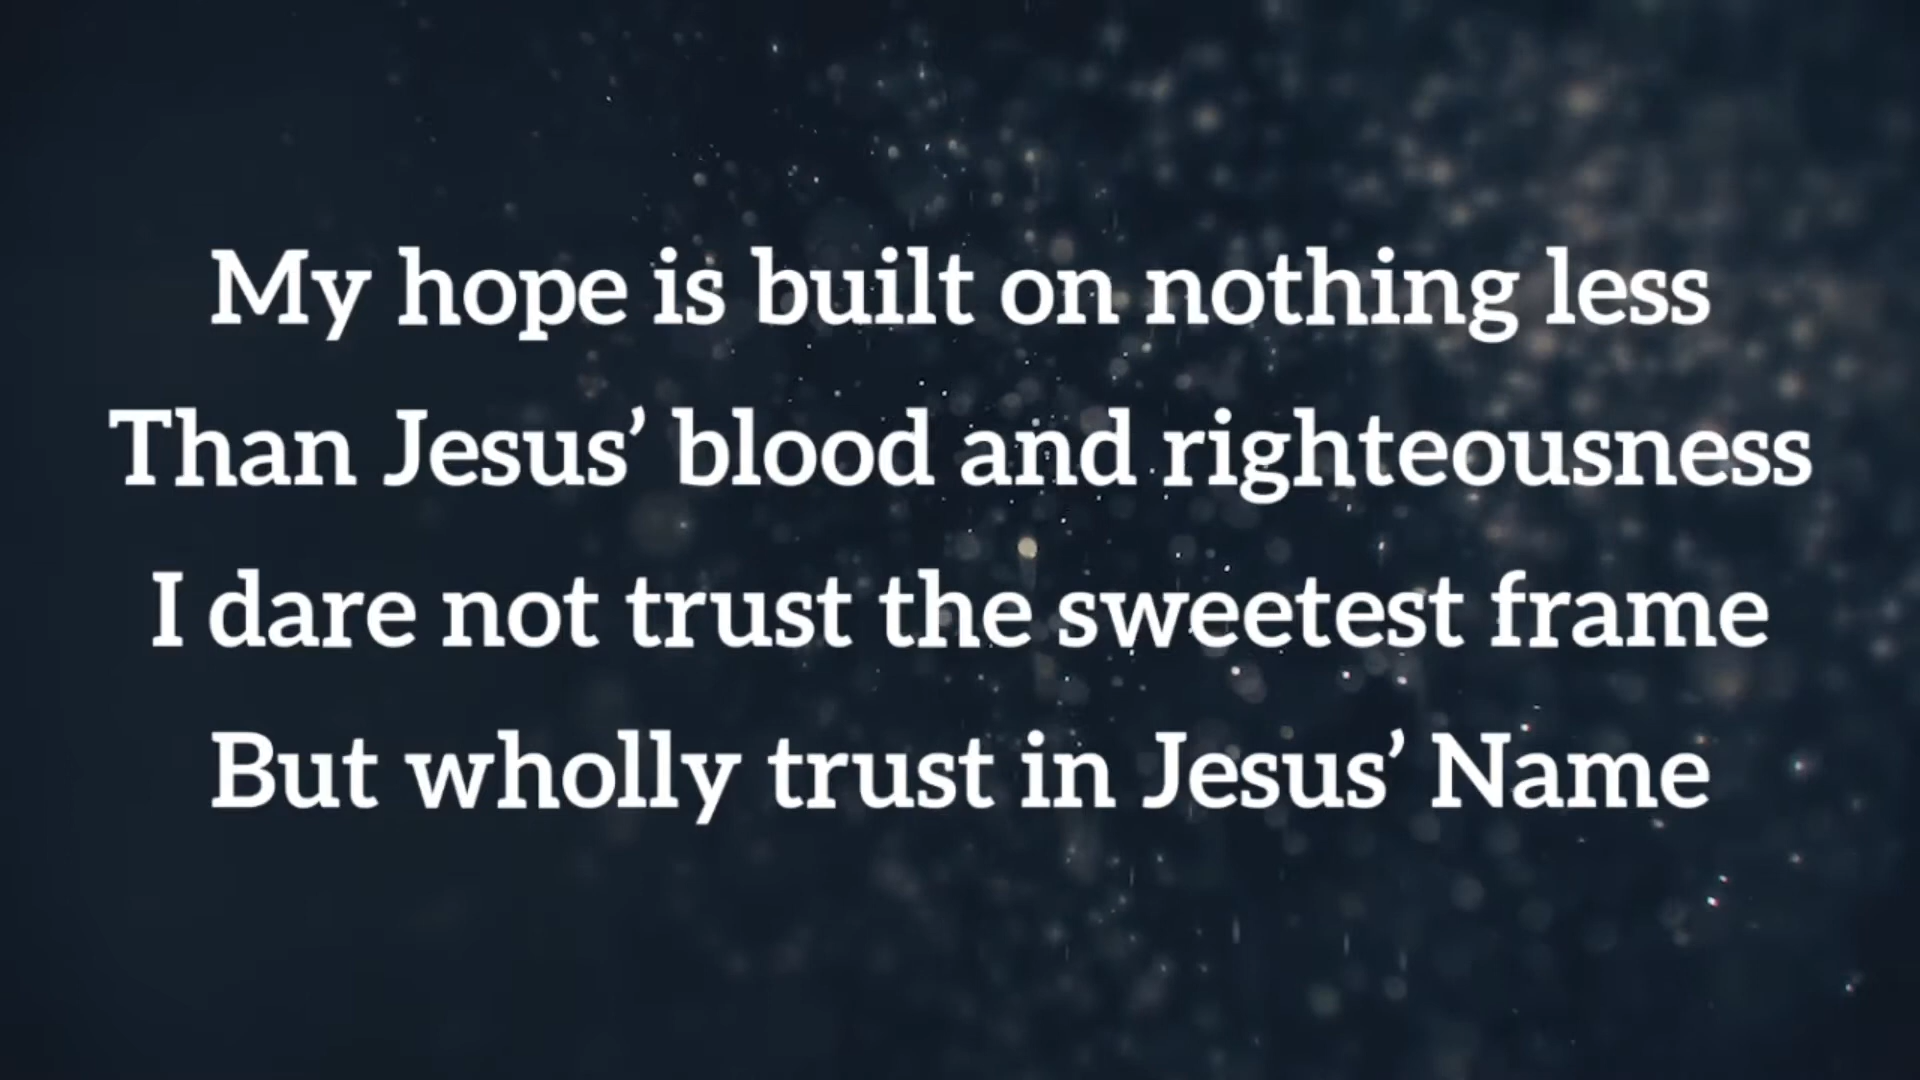 My hope is built on nothing less
Than Jesus’ blood and righteousness
I dare not trust the sweetest frame
But wholly trust in Jesus’ Name